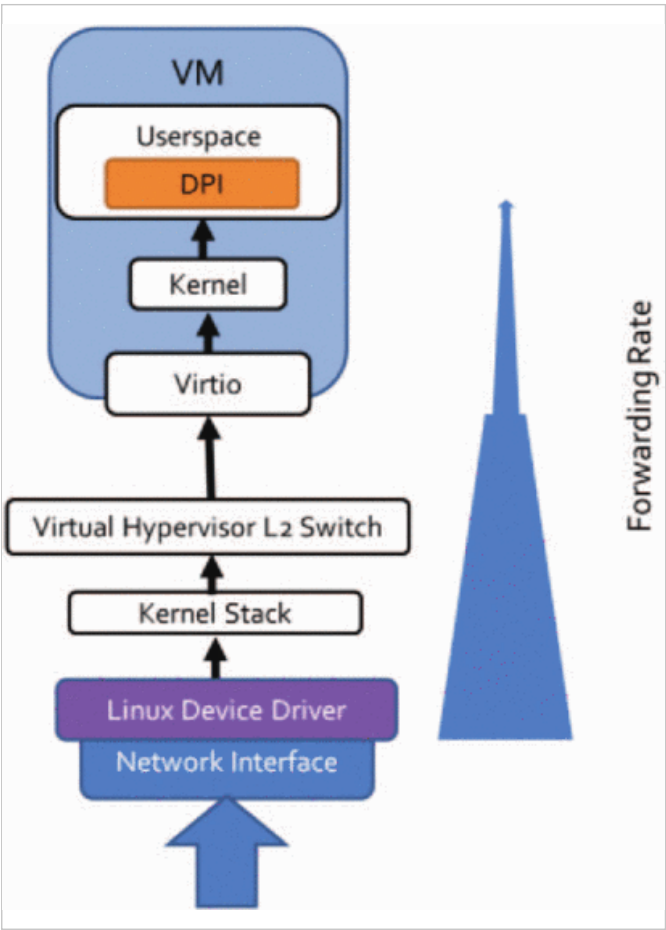 VM
Userspace
DPI
Kernel
Virtio
Virtual Hypervisor L2 Switch
Kernel Stack
Linux Device Driver
Network Interface
Forwarding Rate